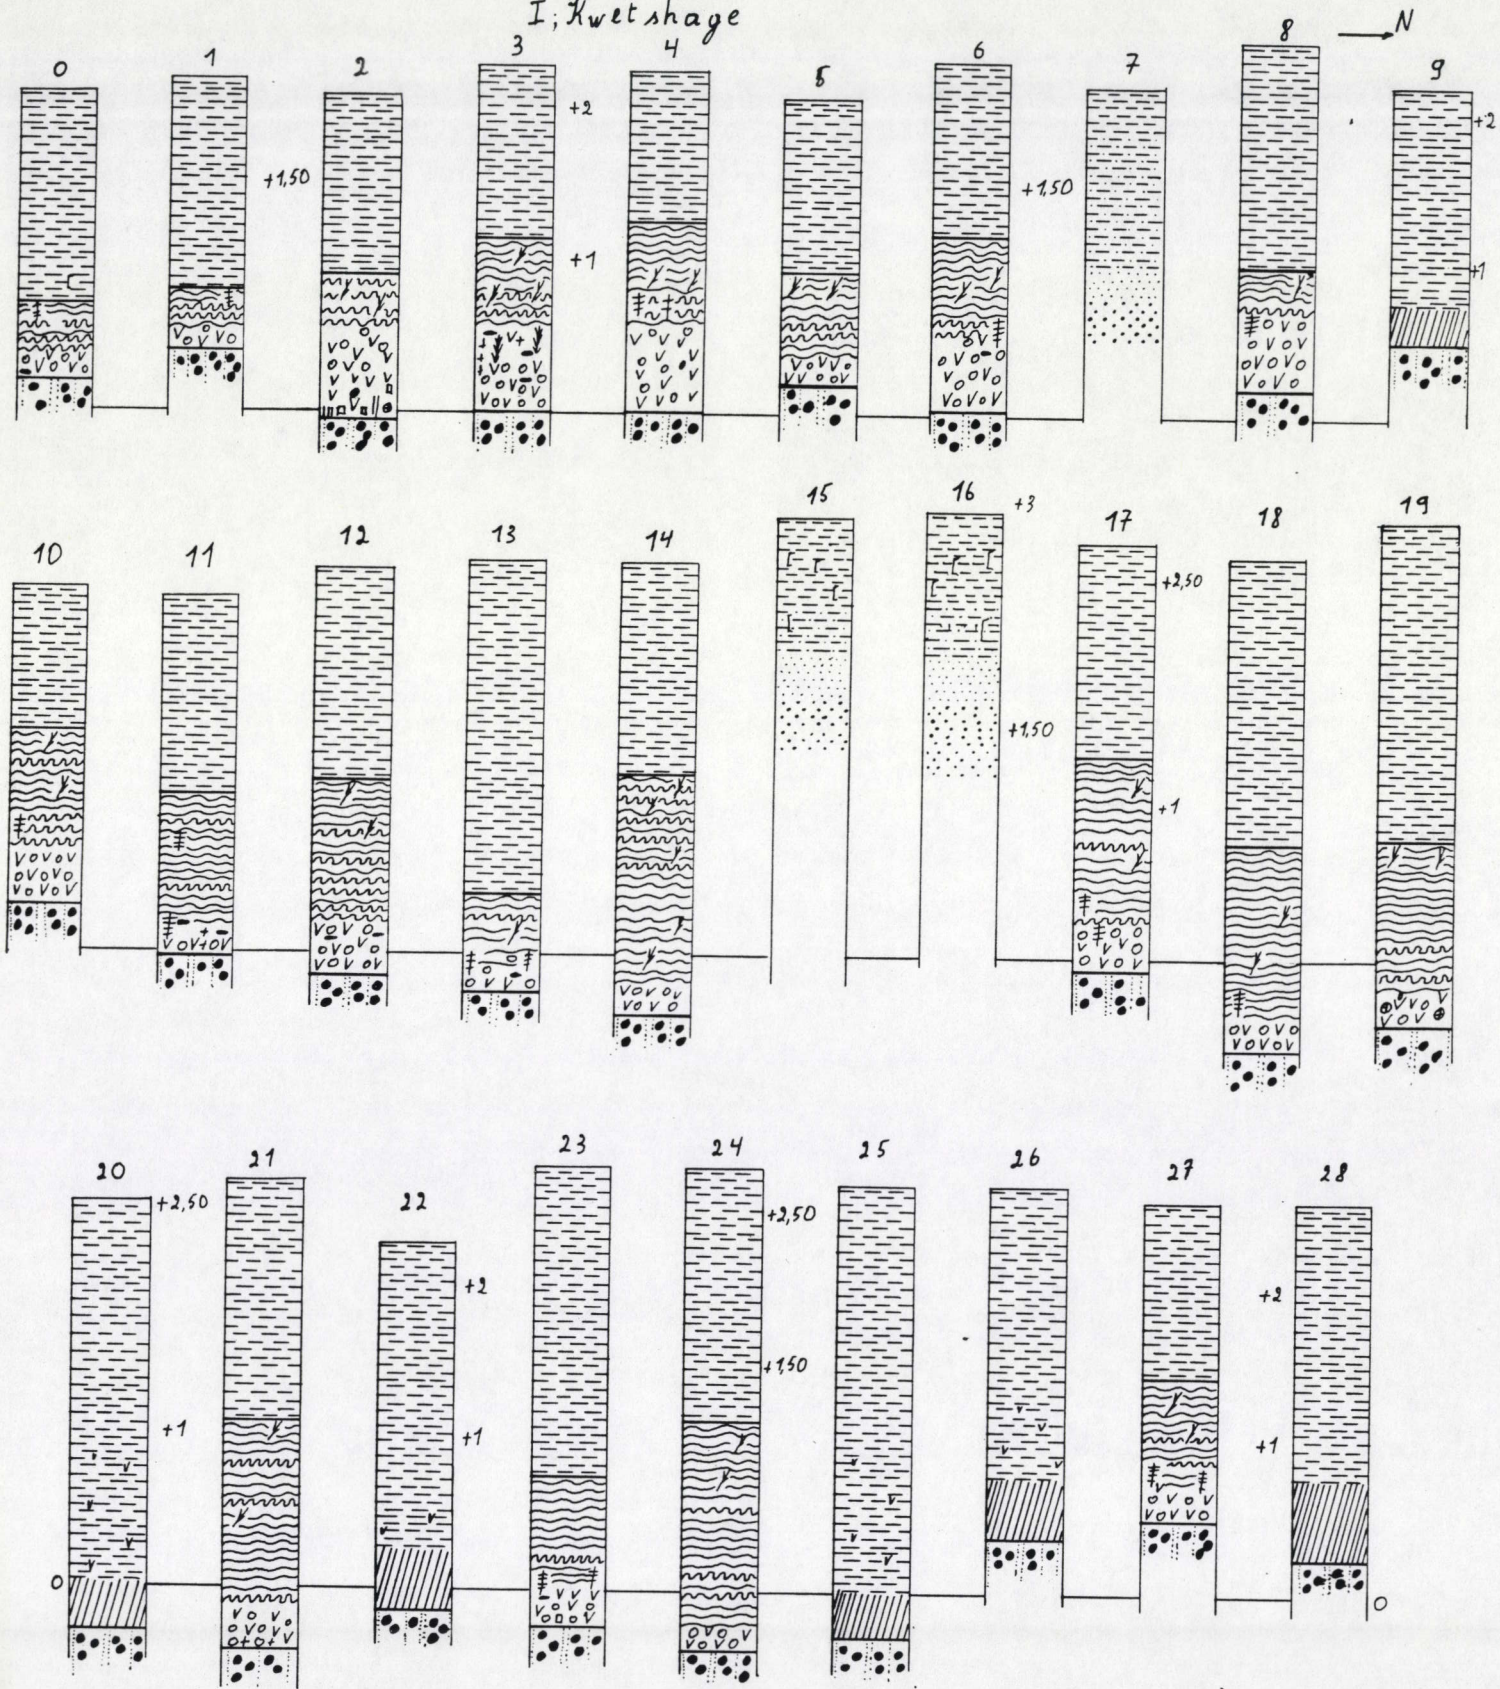 I; Kwetshage
N
0 1 2 3 4 5 6 7 8 9
+1,50 +2 +1 +1,50 +2 +1
10 11 12 13 14 15 16 17 18 19
+3 +1,50 +2,50 +1
20 21 22 23 24 25 26 27 28
+2,50 +1 0 +2 +1 +2,50 +1,50 +2 +1 0